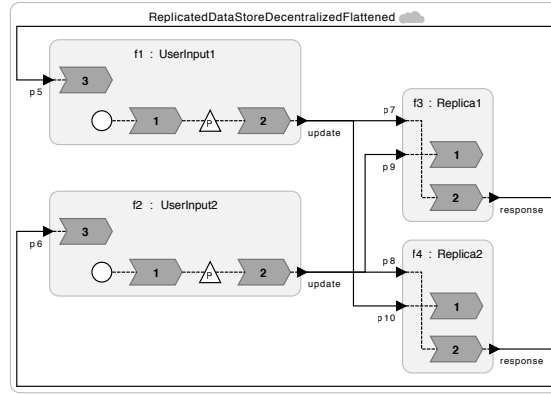 ReplicatedDataStoreDecentralizedFlattened
f1 : UserInput1
3
p5
1
P
2
update
f2 : UserInput2
3
p6
1
P
2
update
p7
f3 : Replica1
p9
1
2
response
p8
f4 : Replica2
p10
1
2
response